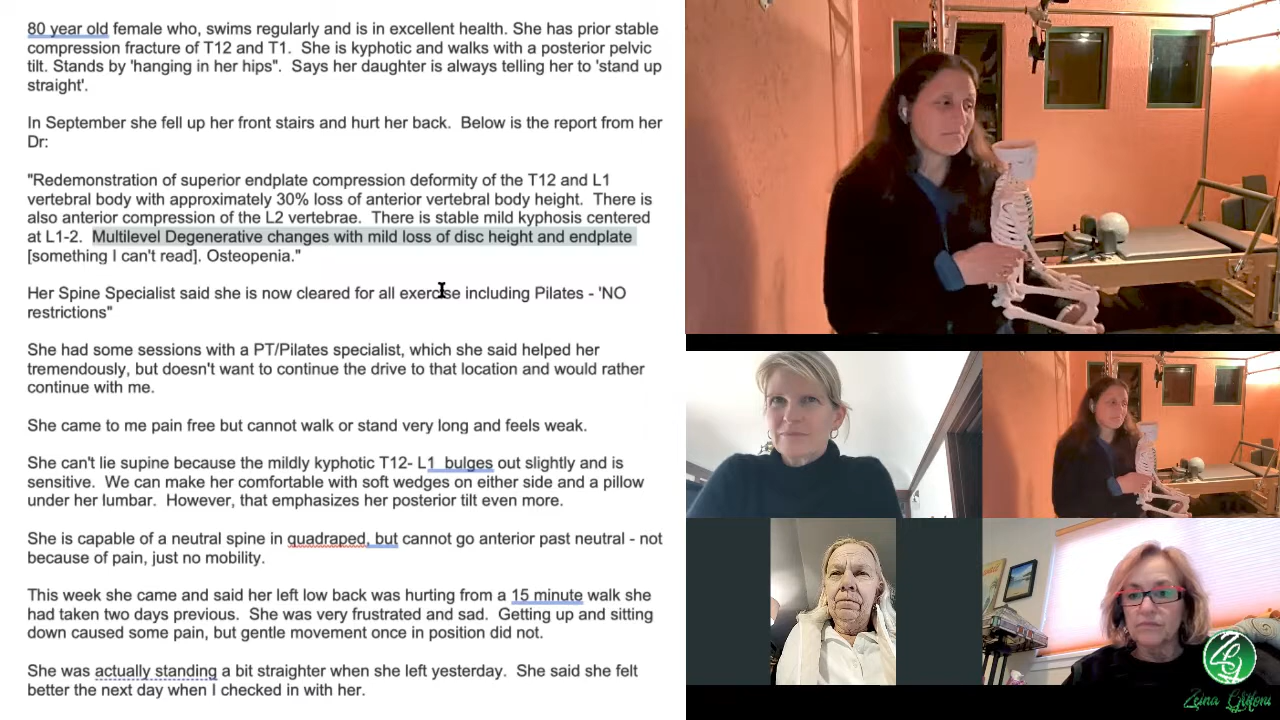 80 year old female who, swims regularly and is in excellent health. She has prior stable
compression fracture of T12 and T1. She is kyphotic and walks with a posterior pelvic
tilt. Stands by 'hanging in her hips". Says her daughter is always telling her to 'stand up
straight'.
In September she fell up her front stairs and hurt her back. Below is the report from her
Dr:
"Redemonstration of superior endplate compression deformity of the T12 and L1
vertebral body with approximately 30% loss of anterior vertebral body height. There is
also anterior compression of the L2 vertebrae. There is stable mild kyphosis centered
at L1-2. Multilevel Degenerative changes with mild loss of disc height and endplate
[something I can't read]. Osteopenia."
Her Spine Specialist said she is now cleared for all exercise including Pilates - 'NO
restrictions"
She had some sessions with a PT/Pilates specialist, which she said helped her
tremendously, but doesn't want to continue the drive to that location and would rather
continue with me.
She came to me pain free but cannot walk or stand very long and feels weak.
She can't lie supine because the mildly kyphotic T12- L1 bulges out slightly and is
sensitive. We can make her comfortable with soft wedges on either side and a pillow
under her lumbar. However, that emphasizes her posterior tilt even more.
She is capable of a neutral spine in quadraped, but cannot go anterior past neutral - not
because of pain, just no mobility.
This week she came and said her left low back was hurting from a 15 minute walk she
had taken two days previous. She was very frustrated and sad. Getting up and sitting
down caused some pain, but gentle movement once in position did not.
She was actually standing a bit straighter when she left yesterday. She said she felt
better the next day when I checked in with her.
Zeina Grifoni